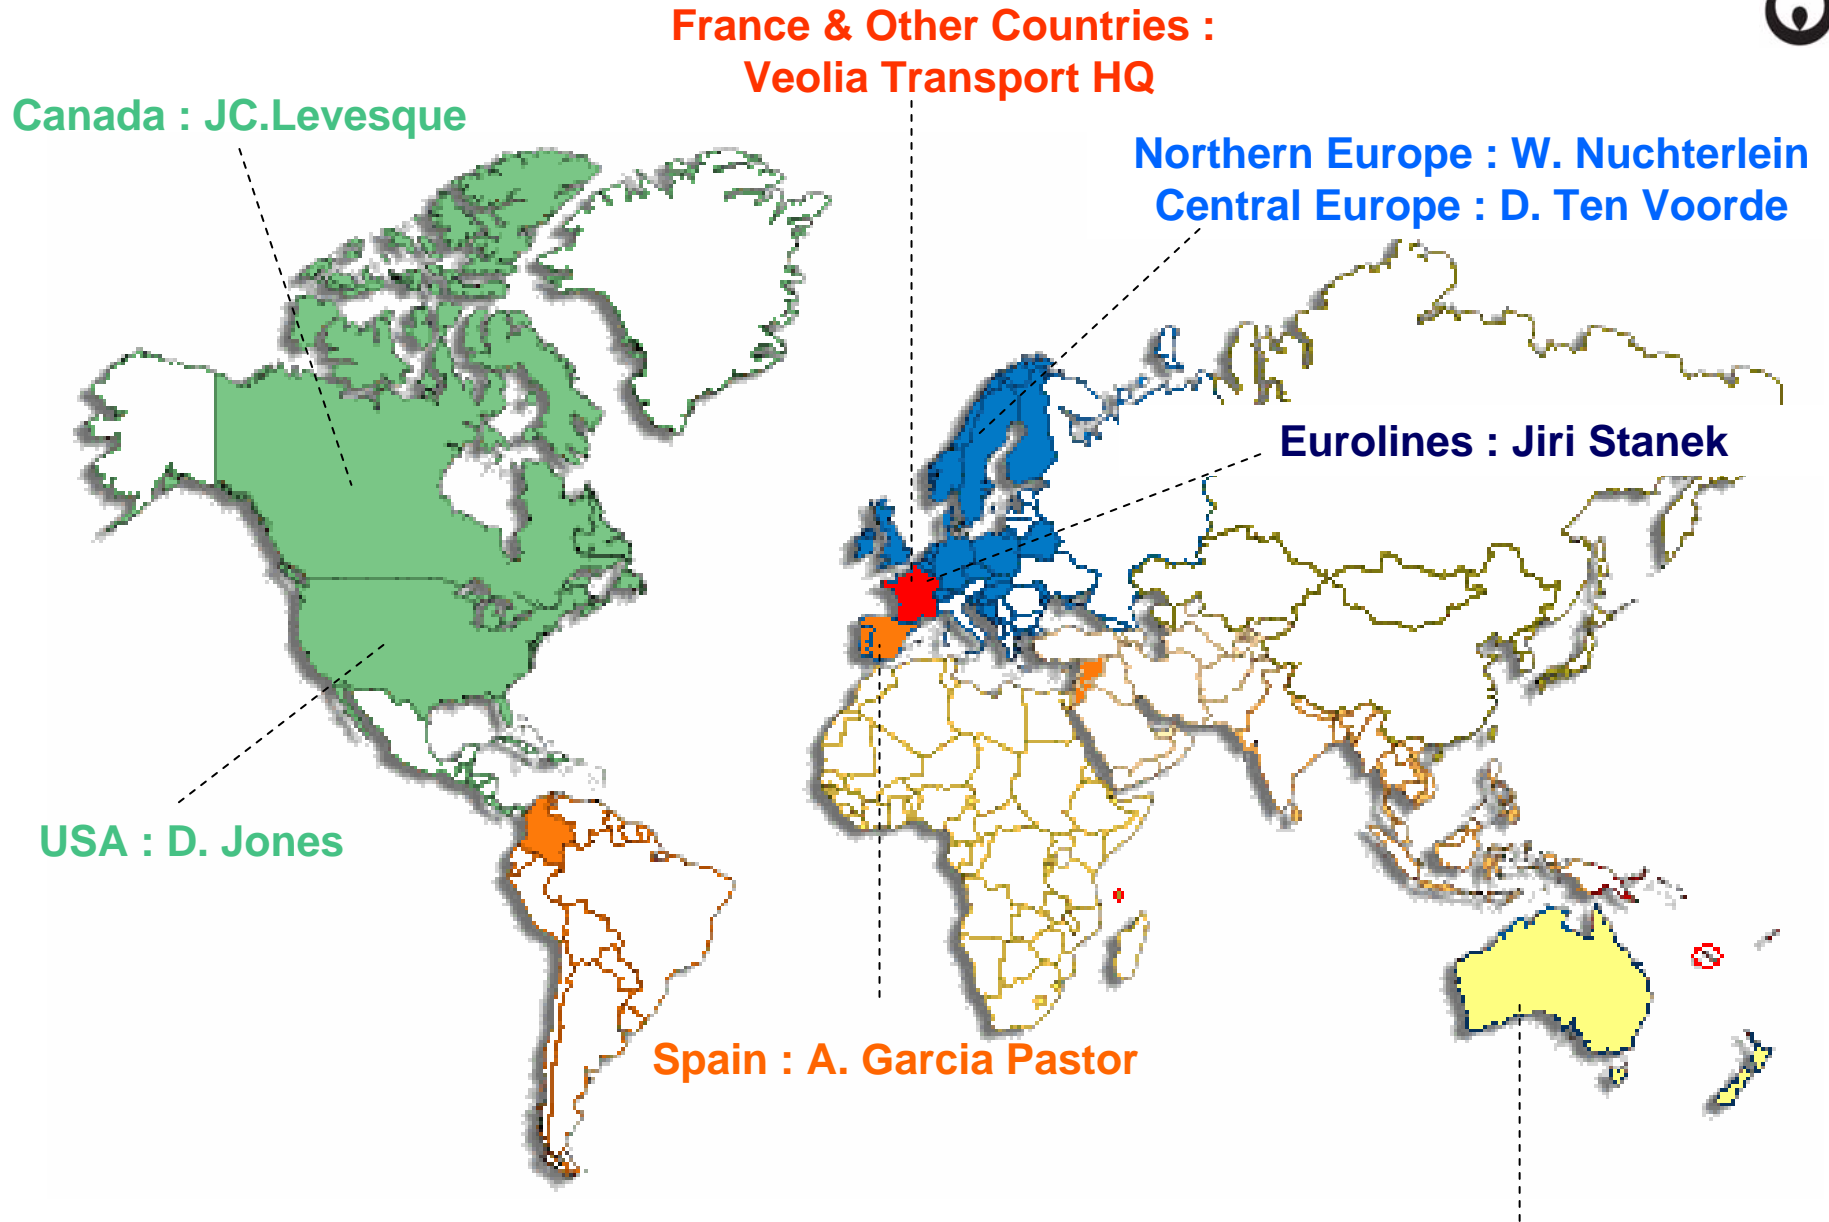 France & Other Countries :
Veolia Transport HQ
Canada : JC.Levesque
Northern Europe : W. Nuchterlein
Central Europe : D. Ten Voorde
Eurolines : Jiri Stanek
USA : D. Jones
Spain : A. Garcia Pastor